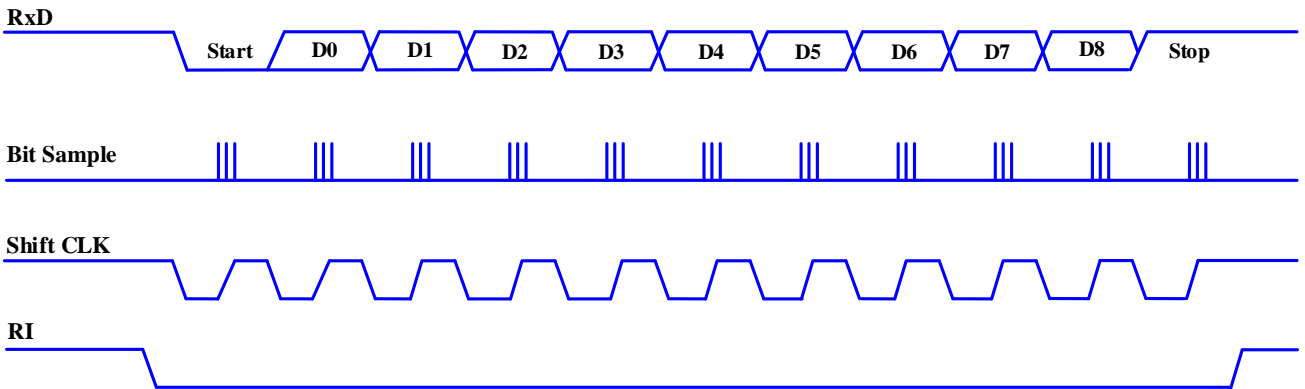 RxD
Start D0 D1 D2 D3 D4 D5 D6 D7 D8 Stop
Bit Sample
Shift CLK
RI